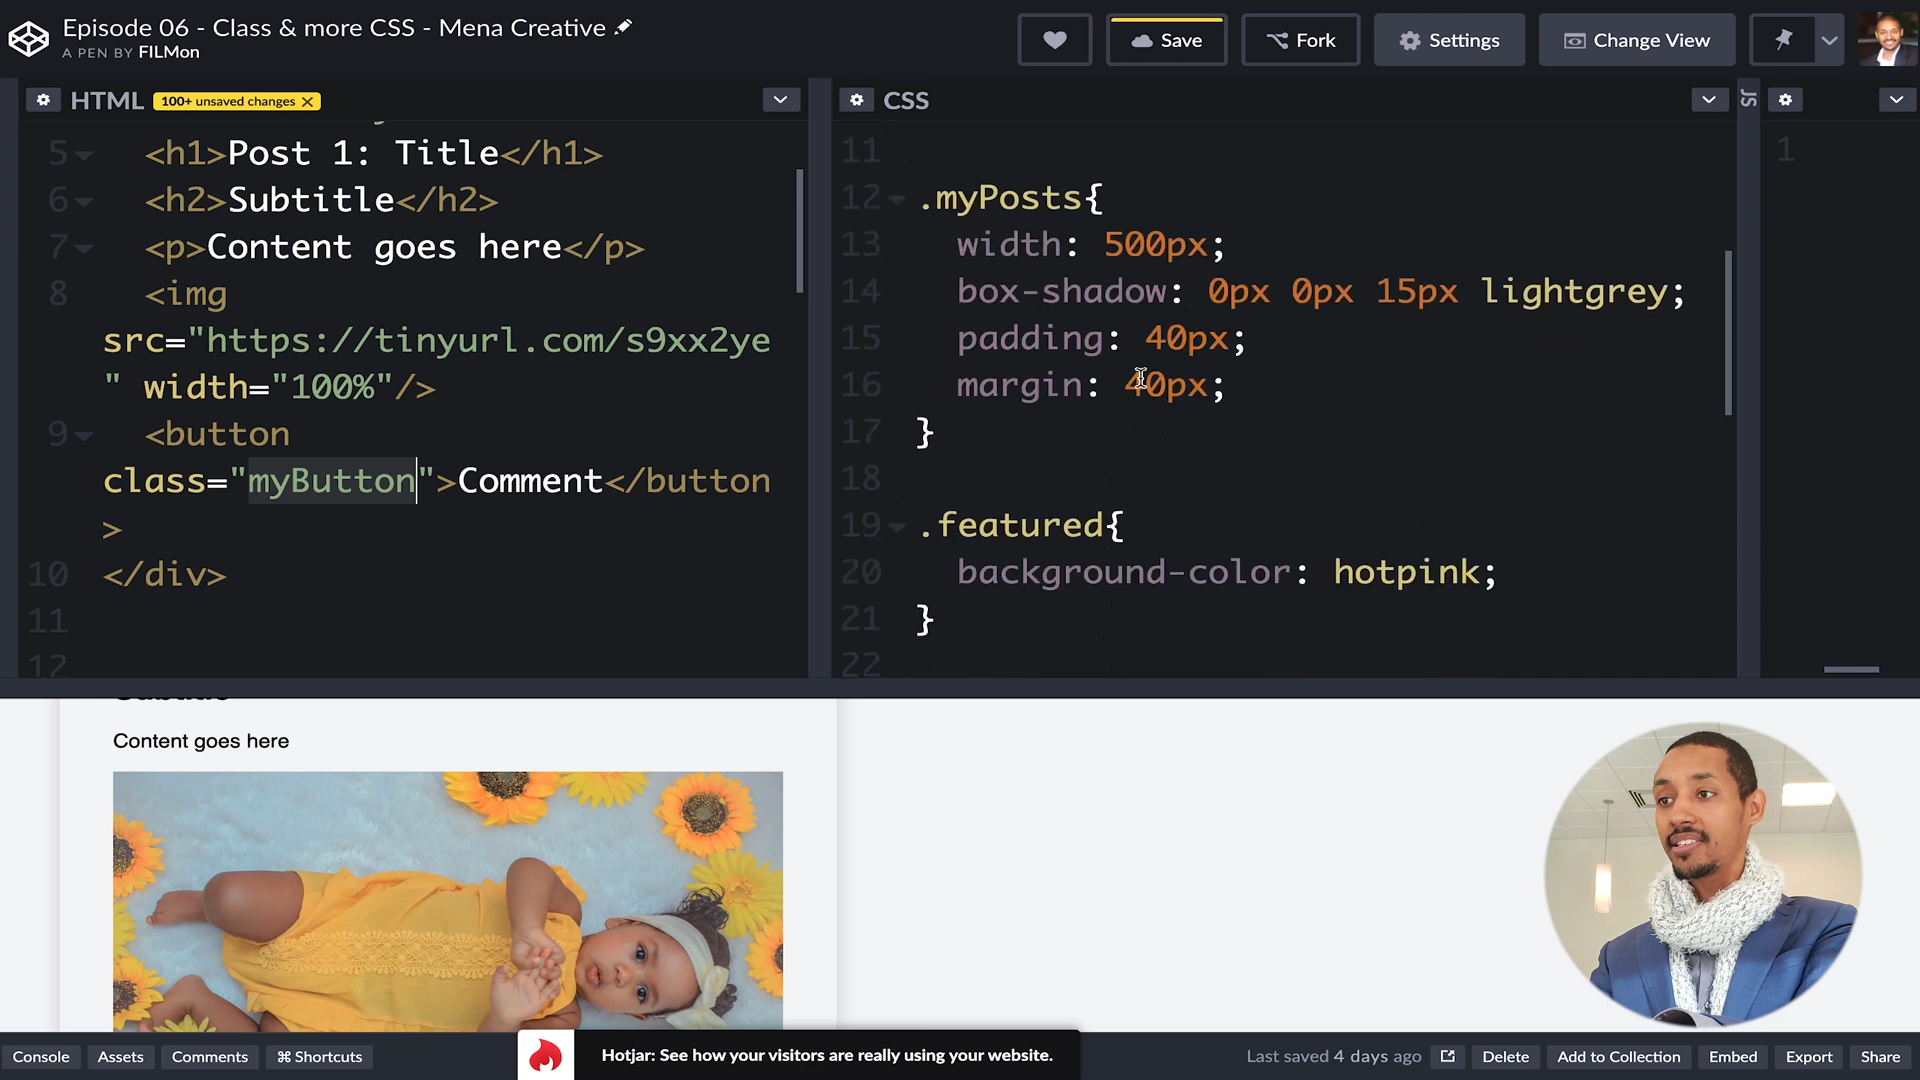 Episode 06 - Class & more CSS - Mena Creative
A PEN BY FILMon
Save
Fork
Settings
Change View
HTML
100+ unsaved changes X
CSS
JS
5 <h1>Post 1: Title</h1>
6 <h2>Subtitle</h2>
7 <p>Content goes here</p>
8 <img
src="https://tinyurl.com/s9xx2ye
" width="100%"/>
9 <button
class="myButton">Comment</button
>
10 </div>
11
12
11
12 .myPosts{
13 width: 500px;
14 box-shadow: 0px 0px 15px lightgrey;
15 padding: 40px;
16 margin: 40px;
17 }
18
19 .featured{
20 background-color: hotpink;
21 }
22
1
Content goes here
Console
Assets
Comments
⌘ Shortcuts
Hotjar: See how your visitors are really using your website.
Last saved 4 days ago
Delete
Add to Collection
Embed
Export
Share